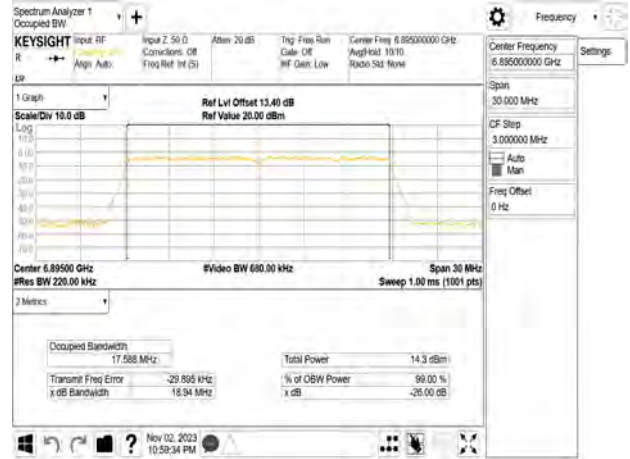 Spectrum Analyzer 1
Occupied BW
Frequency
KEYSIGHT Input: RF
R
Align: Auto
Input Z: 50 Ω
Corrections: Off
Freq Ref: Int (S)
Atten: 20 dB
Trig: Free Run
Gate: Off
#IF Gain: Low
Center Freq: 6.895000000 GHz
Avg|Hold: 10/10
Radio Std: None
Center Frequency
6.895000000 GHz
Settings
Span
30.000 MHz
CF Step
3.000000 MHz
Auto
Man
Freq Offset
0 Hz
1 Graph
Scale/Div 10.0 dB
Log
Ref Lvl Offset 13.40 dB
Ref Value 20.00 dBm
10.0
0.00
Center 6.89500 GHz
#Res BW 220.00 kHz
#Video BW 680.00 kHz
Span 30 MHz
Sweep 1.00 ms (1001 pts)
2 Metrics
Occupied Bandwidth
17.588 MHz
Total Power 14.3 dBm
Transmit Freq Error -29.895 kHz
% of OBW Power 99.00 %
x dB Bandwidth 18.94 MHz
x dB -26.00 dB
Nov 02, 2023
10:59:34 PM